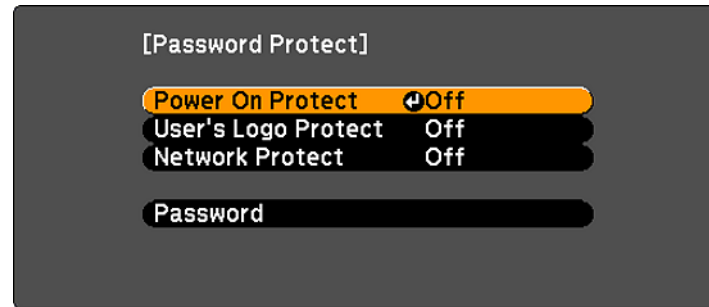 [Password Protect]
Power On Protect Off
User's Logo Protect Off
Network Protect Off
Password